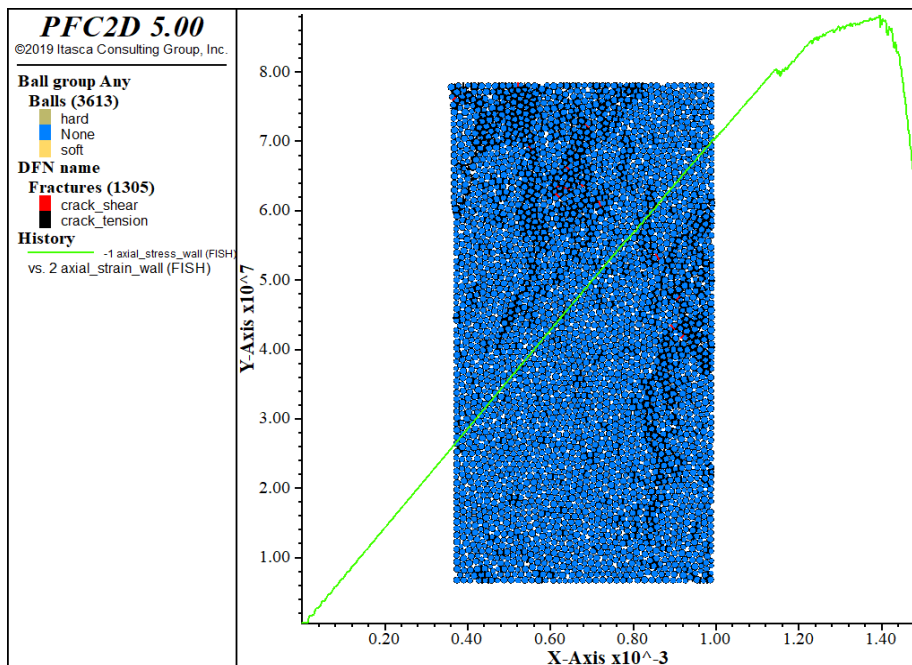 PFC2D 5.00
©2019 Itasca Consulting Group, Inc.
Ball group Any
Balls (3613)
hard
None
soft
DFN name
Fractures (1305)
crack_shear
crack_tension
History
-1 axial_stress_wall (FISH)
vs. 2 axial_strain_wall (FISH)
Y-Axis x10^7
8.00
7.00
6.00
5.00
4.00
3.00
2.00
1.00
0.20
0.40
0.60
0.80
1.00
1.20
1.40
X-Axis x10^-3